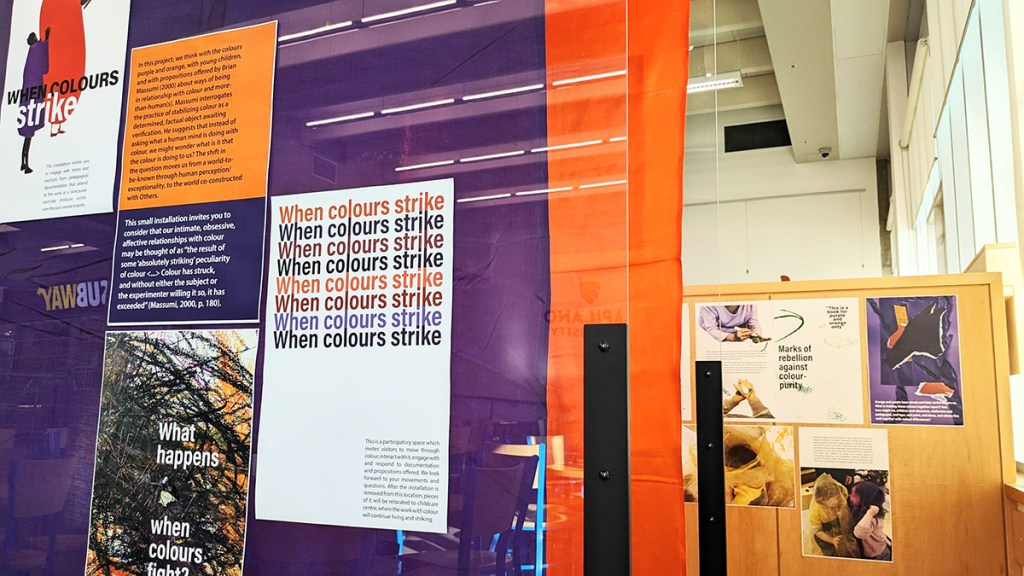 WHEN COLOURS
strike
In this project, we think with the colours
purple and orange, with young children,
and with propositions offered by Brian
Massumi (2000) about ways of being
in relationship with colour and more-
than-human(s). Massumi interrogates
the practice of stabilizing colour as a
determined, factual object awaiting
verification. He suggests that instead of
asking what a human mind is doing with
colour, we might wonder what is it that
the colour is doing to us? The shift in
the question moves us from a world-to-
be-known through human perception/
exceptionality, to the world co-constructed
with Others.
This small installation invites you to
consider that our intimate, obsessive,
affective relationships with colour
may be thought of as "the result of
some 'absolutely striking' peculiarity
of colour <...> Colour has struck,
and without either the subject or
the experimenter willing it so, it has
exceeded" (Massumi, 2000, p. 180).
SUBWAY
What
happens
when
colours
fight?
When colours strike
When colours strike
When colours strike
When colours strike
When colours strike
When colours strike
When colours strike
When colours strike
This is a participatory space which
invites visitors to move through
colour, interact with it, engage with
and respond to documentation
and propositions offered. We look
forward to your movements and
questions. After the installation is
removed from this location, pieces
of it will be relocated to childcare
centre, where the work with colour
will continue living and striking.
"This is a
book for
purple
and
orange
only"
Marks of
rebellion
against
colour-
purity